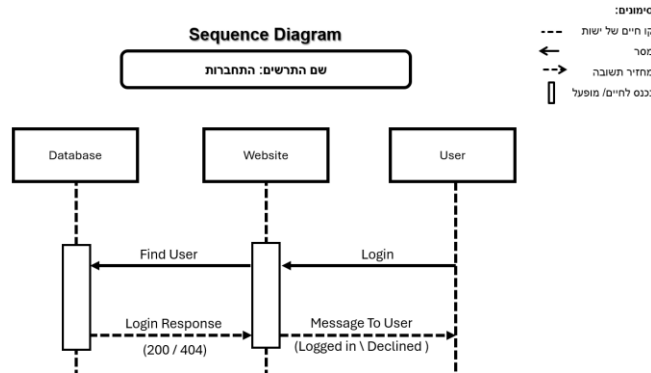 סימונים:
קו חיים של ישות
מסר
מחזיר תשובה
נכנס לחיים/ מופעל
Sequence Diagram
שם התרשים: התחברות
Database
Website
User
Find User
Login
Login Response
Message To User
(200 / 404)
(Logged in \ Declined )